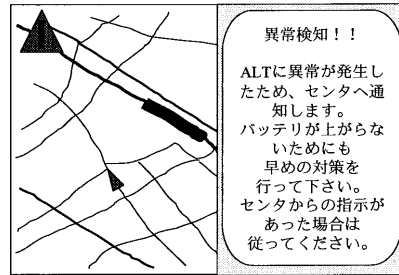 異常検知！！
ALTに異常が発生し
たため、センタへ通
知します。
バッテリが上がらな
いためにも
早めの対策を
行って下さい。
センタからの指示が
あった場合は
従ってください。